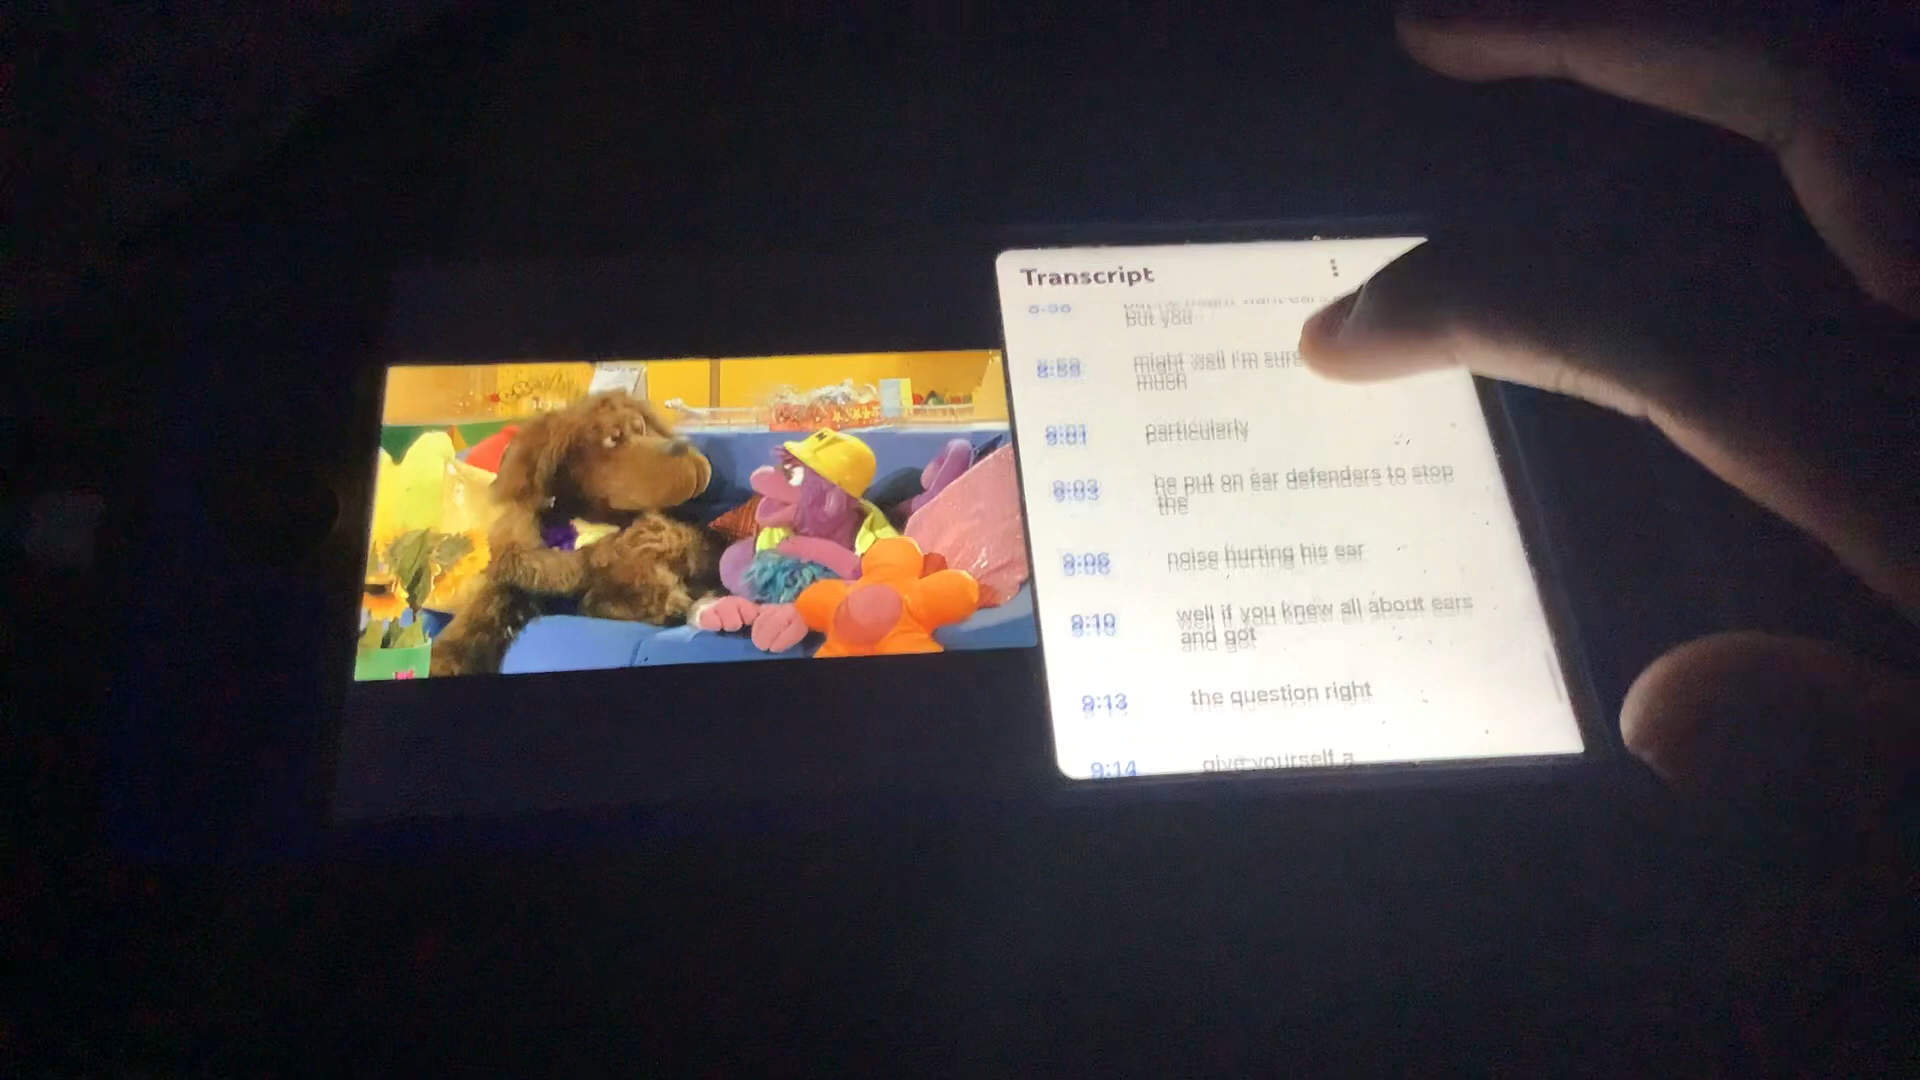 Transcript
but you
8:59
might well I'm sure
much
9:01
particularly
9:03
he put on ear defenders to stop
the
9:06
noise hurting his ear
9:10
well if you knew all about ears
and got
9:13
the question right
9:14
give yourself a